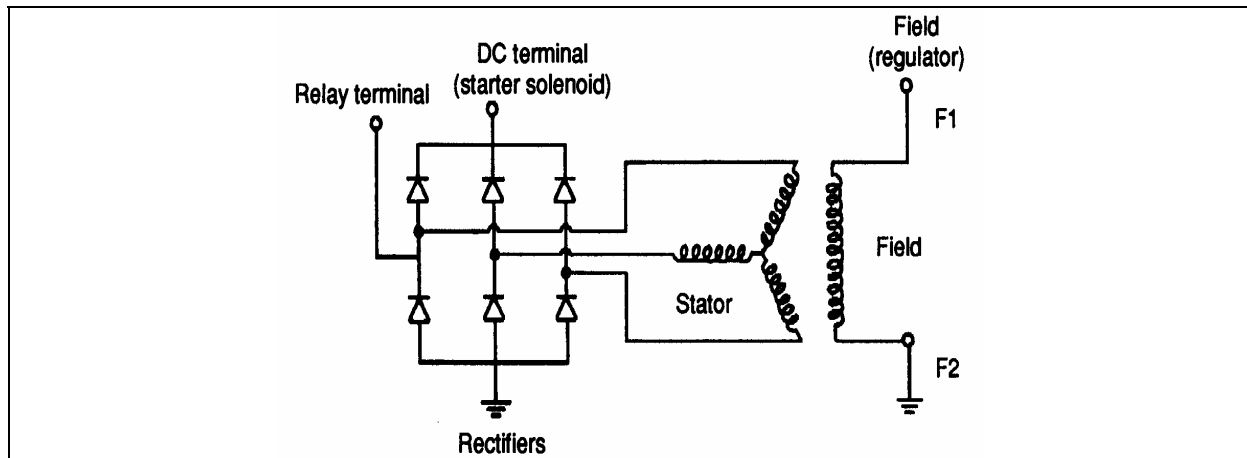 Field
(regulator)
DC terminal
(starter solenoid)
Relay terminal
F1
Field
Stator
F2
Rectifiers